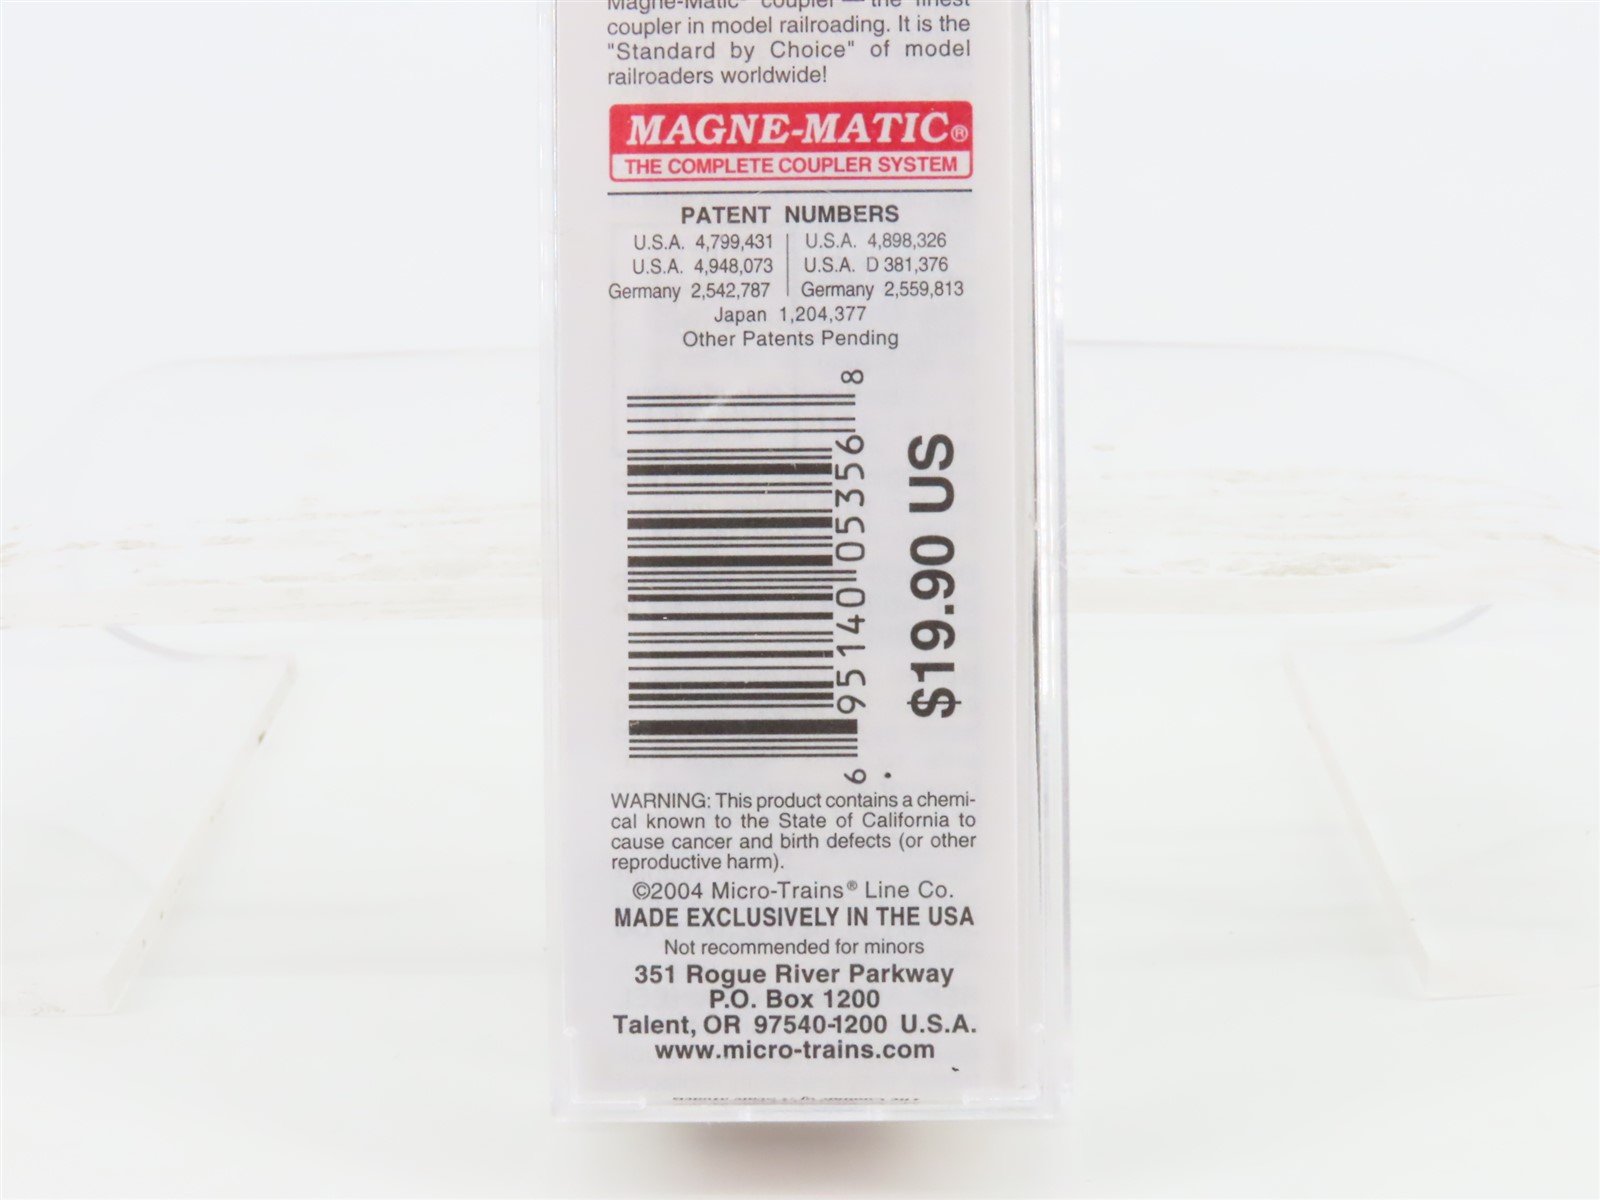 Magne-Matic® coupler — the finest
coupler in model railroading. It is the
"Standard by Choice" of model
railroaders worldwide!
MAGNE-MATIC®
THE COMPLETE COUPLER SYSTEM
PATENT NUMBERS
U.S.A. 4,799,431 | U.S.A. 4,898,326
U.S.A. 4,948,073 | U.S.A. D 381,376
Germany 2,542,787 | Germany 2,559,813
Japan 1,204,377
Other Patents Pending
6 95140 05356 8
$19.90 US
WARNING: This product contains a chemi-
cal known to the State of California to
cause cancer and birth defects (or other
reproductive harm).
©2004 Micro-Trains® Line Co.
MADE EXCLUSIVELY IN THE USA
Not recommended for minors
351 Rogue River Parkway
P.O. Box 1200
Talent, OR 97540-1200 U.S.A.
www.micro-trains.com